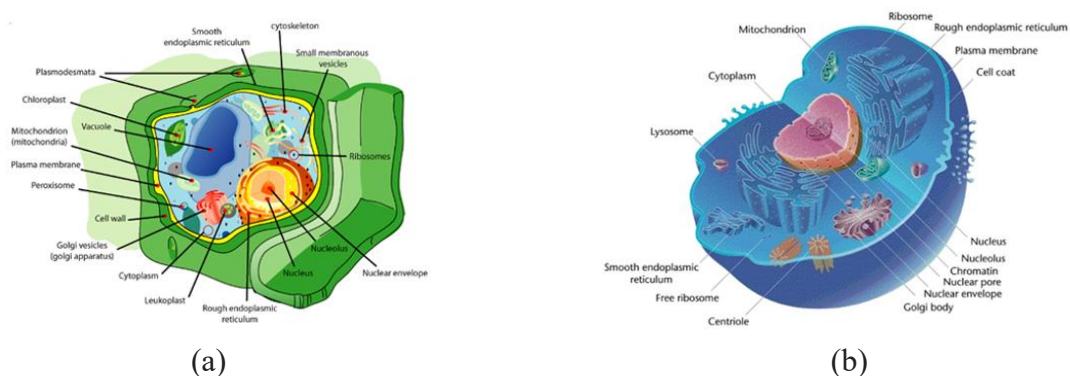 Smooth
endoplasmic reticulum
cytoskeleton
Small membranous
vesicles
Plasmodesmata
Chloroplast
Vacuole
Mitochondrion
(mitochondria)
Ribosomes
Plasma membrane
Peroxisome
Cell wall
Golgi vesicles
(golgi apparatus)
Nucleolus
Cytoplasm
Nucleus
Nuclear envelope
Leukoplast
Rough endoplasmic
reticulum
(a)
Ribosome
Mitochondrion
Rough endoplasmic reticulum
Plasma membrane
Cytoplasm
Cell coat
Lysosome
Nucleus
Nucleolus
Chromatin
Nuclear pore
Nuclear envelope
Golgi body
Smooth endoplasmic
reticulum
Free ribosome
Centriole
(b)